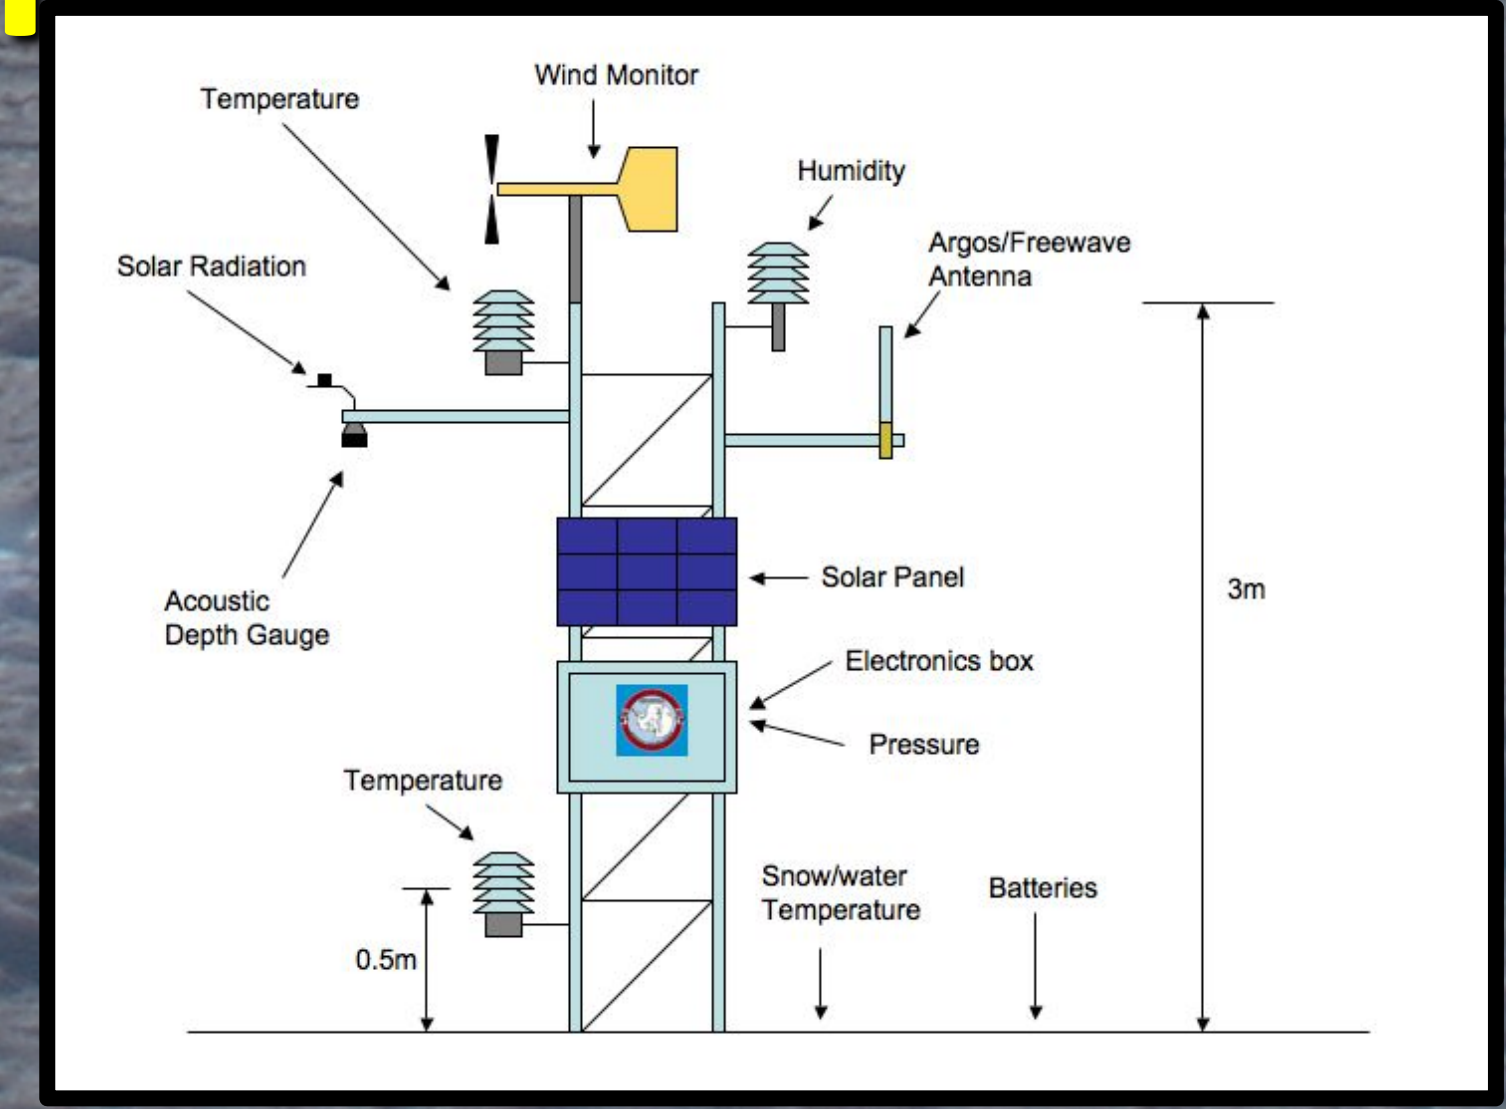 Wind Monitor
Temperature
Humidity
Argos/Freewave
Antenna
Solar Radiation
Solar Panel
3m
Acoustic
Depth Gauge
Electronics box
Pressure
Temperature
Snow/water
Temperature
Batteries
0.5m